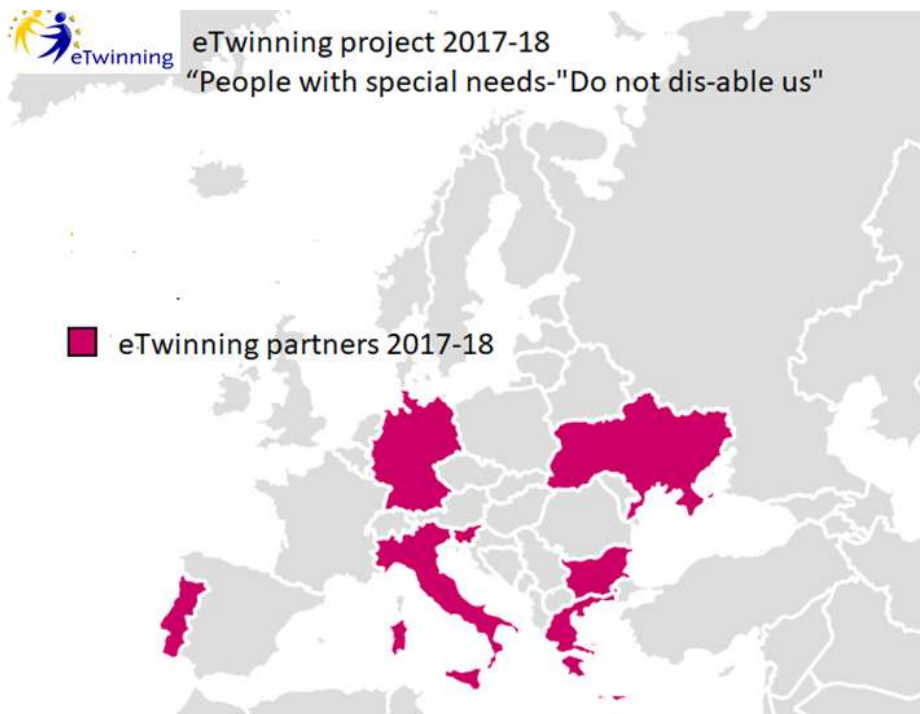 eTwinning
eTwinning project 2017-18
“People with special needs-"Do not dis-able us"
eTwinning partners 2017-18